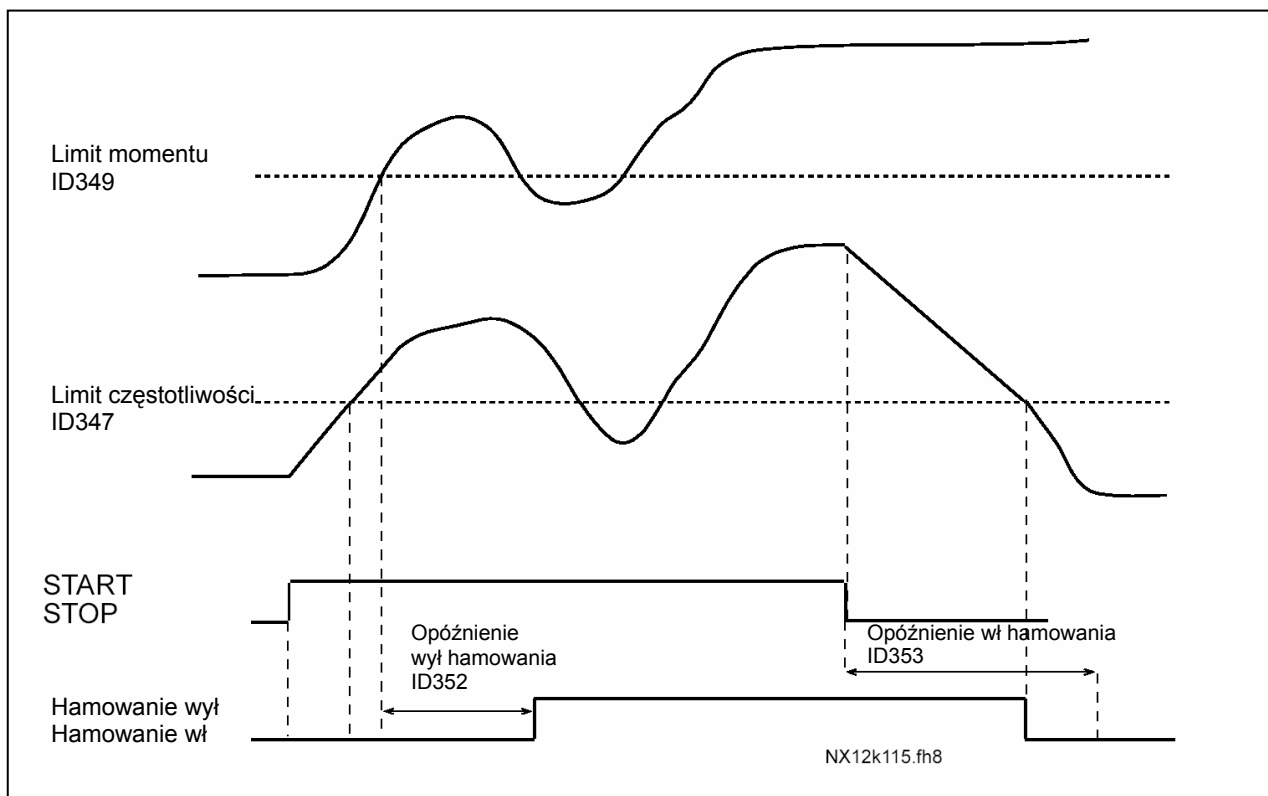 Limit momentu
ID349
Limit częstotliwości
ID347
START
STOP
Opóźnienie
wył hamowania
ID352
Opóźnienie wł hamowania
ID353
Hamowanie wył
Hamowanie wł
NX12k115.fh8